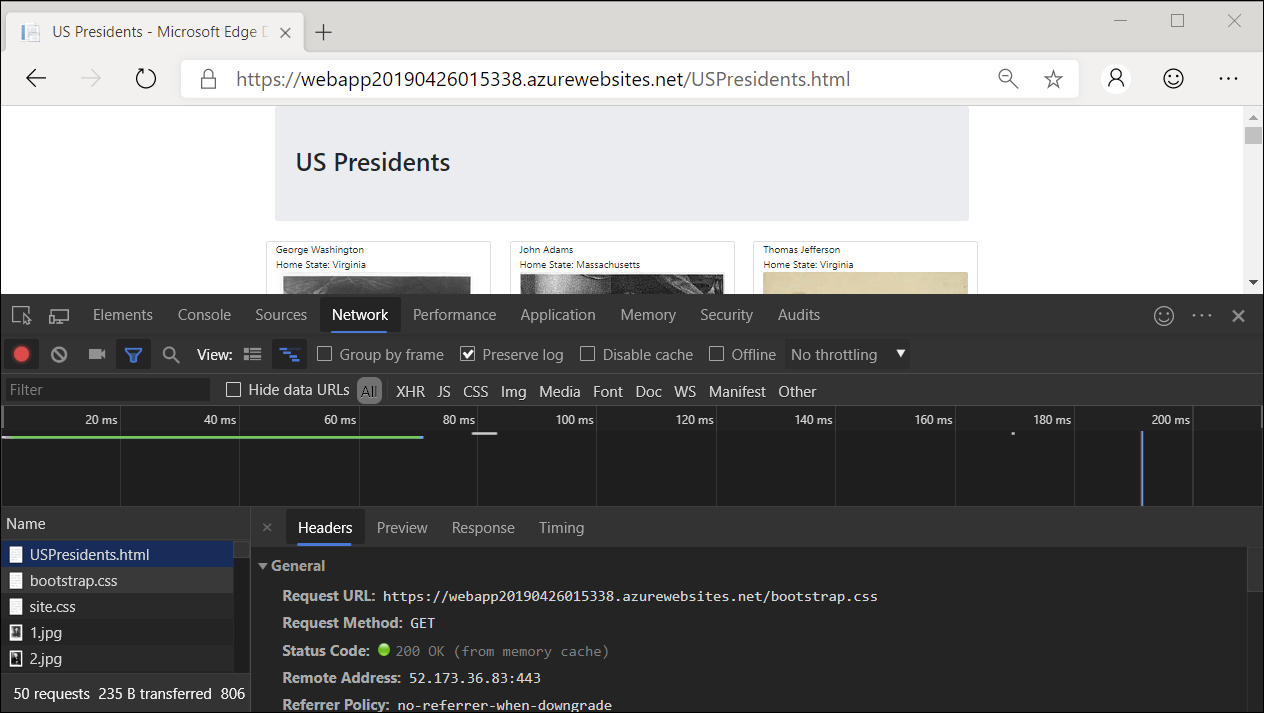 US Presidents - Microsoft Edge D
https://webapp20190426015338.azurewebsites.net/USPresidents.html
US Presidents
George Washington
Home State: Virginia
John Adams
Home State: Massachusetts
Thomas Jefferson
Home State: Virginia
Elements Console Sources Network Performance Application Memory Security Audits
View: Group by frame Preserve log Disable cache Offline No throttling
Filter Hide data URLs All XHR JS CSS Img Media Font Doc WS Manifest Other
20 ms 40 ms 60 ms 80 ms 100 ms 120 ms 140 ms 160 ms 180 ms 200 ms
Name
USPresidents.html
bootstrap.css
site.css
1.jpg
2.jpg
50 requests 235 B transferred 806
Headers Preview Response Timing
General
Request URL: https://webapp20190426015338.azurewebsites.net/bootstrap.css
Request Method: GET
Status Code: 200 OK (from memory cache)
Remote Address: 52.173.36.83:443
Referrer Policy: no-referrer-when-downgrade